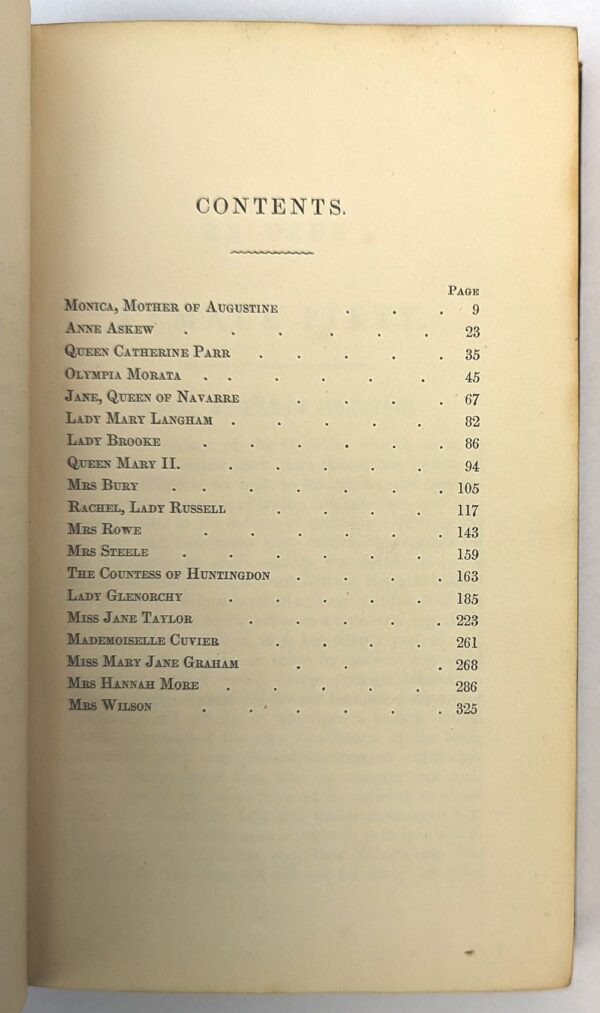 CONTENTS.
PAGE
MONICA, MOTHER OF AUGUSTINE . . . 9
ANNE ASKEW . . . . . . . 23
QUEEN CATHERINE PARR . . . . . 35
OLYMPIA MORATA . . . . . . 45
JANE, QUEEN OF NAVARRE . . . . 67
LADY MARY LANGHAM . . . . . 82
LADY BROOKE . . . . . . 86
QUEEN MARY II. . . . . . 94
MRS BURY . . . . . . . 105
RACHEL, LADY RUSSELL . . . . 117
MRS ROWE . . . . . . 143
MRS STEELE . . . . . . 159
THE COUNTESS OF HUNTINGDON . . . . 163
LADY GLENORCHY . . . . . 185
MISS JANE TAYLOR . . . . . 223
MADEMOISELLE CUVIER . . . . 261
MISS MARY JANE GRAHAM . . . 268
MRS HANNAH MORE . . . . . 286
MRS WILSON . . . . . . 325